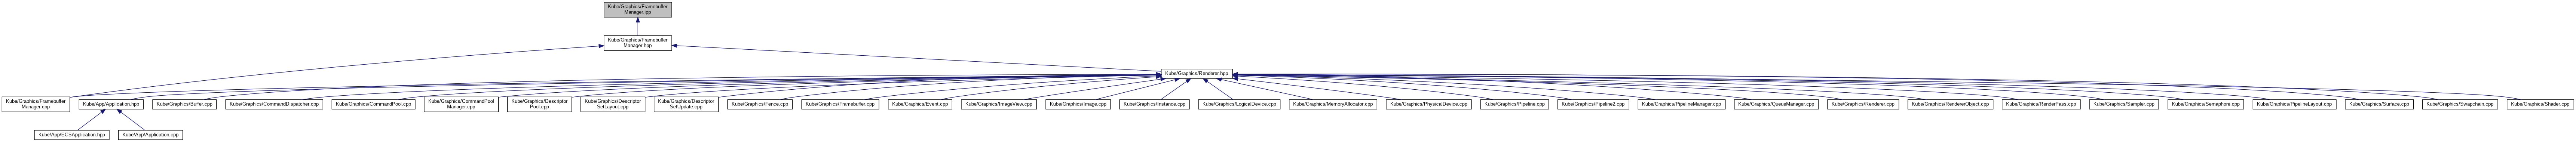 Kube/Graphics/Framebuffer
Manager.ipp
Kube/Graphics/Framebuffer
Manager.hpp
Kube/Graphics/Renderer.hpp
Kube/Graphics/Framebuffer
Manager.cpp
Kube/App/Application.hpp
Kube/Graphics/Buffer.cpp
Kube/Graphics/CommandDispatcher.cpp
Kube/Graphics/CommandPool.cpp
Kube/Graphics/CommandPool
Manager.cpp
Kube/Graphics/Descriptor
Pool.cpp
Kube/Graphics/Descriptor
SetLayout.cpp
Kube/Graphics/Descriptor
SetUpdate.cpp
Kube/Graphics/Fence.cpp
Kube/Graphics/Framebuffer.cpp
Kube/Graphics/Event.cpp
Kube/Graphics/ImageView.cpp
Kube/Graphics/Image.cpp
Kube/Graphics/Instance.cpp
Kube/Graphics/LogicalDevice.cpp
Kube/Graphics/MemoryAllocator.cpp
Kube/Graphics/PhysicalDevice.cpp
Kube/Graphics/Pipeline.cpp
Kube/Graphics/Pipeline2.cpp
Kube/Graphics/PipelineManager.cpp
Kube/Graphics/QueueManager.cpp
Kube/Graphics/Renderer.cpp
Kube/Graphics/RendererObject.cpp
Kube/Graphics/RenderPass.cpp
Kube/Graphics/Sampler.cpp
Kube/Graphics/Semaphore.cpp
Kube/Graphics/PipelineLayout.cpp
Kube/Graphics/Surface.cpp
Kube/Graphics/Swapchain.cpp
Kube/Graphics/Shader.cpp
Kube/App/ECSApplication.hpp
Kube/App/Application.cpp